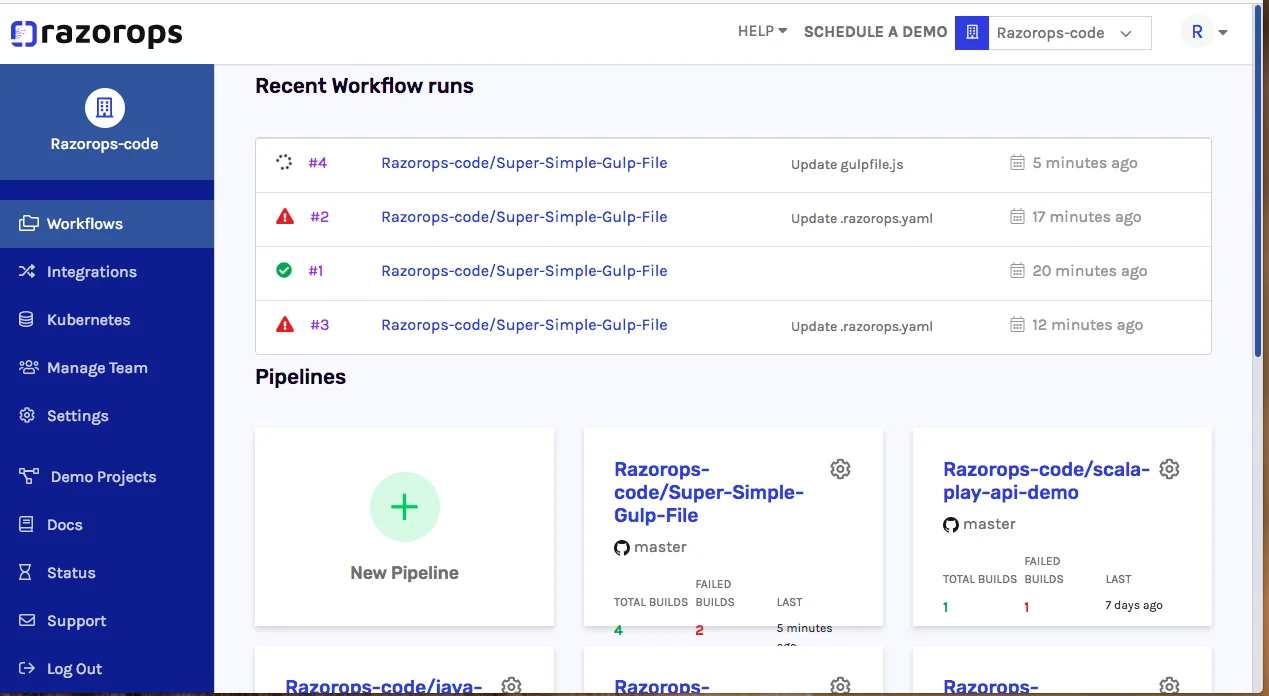 razorops
HELP
SCHEDULE A DEMO
Razorops-code
R
Razorops-code
Workflows
Integrations
Kubernetes
Manage Team
Settings
Demo Projects
Docs
Status
Support
Log Out
Recent Workflow runs
#4 Razorops-code/Super-Simple-Gulp-File Update gulpfile.js 5 minutes ago
#2 Razorops-code/Super-Simple-Gulp-File Update .razorops.yaml 17 minutes ago
#1 Razorops-code/Super-Simple-Gulp-File 20 minutes ago
#3 Razorops-code/Super-Simple-Gulp-File Update .razorops.yaml 12 minutes ago
Pipelines
New Pipeline
Razorops-
code/Super-Simple-
Gulp-File
master
TOTAL BUILDS
FAILED
BUILDS
LAST
4
2
5 minutes
ago
Razorops-code/scala-
play-api-demo
master
TOTAL BUILDS
FAILED
BUILDS
LAST
1
1
7 days ago
Razorops-code/java-
Razorops-
Razorops-